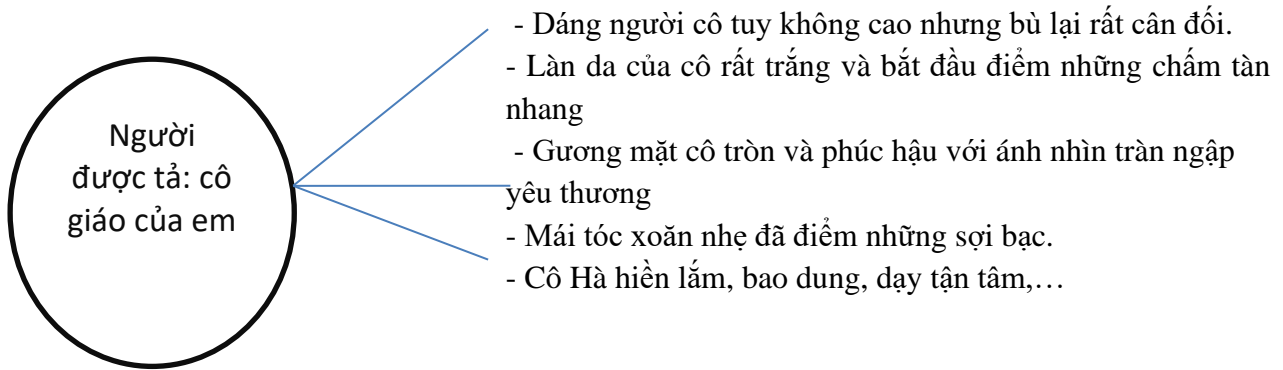 Người
được tả: cô
giáo của em
- Dáng người cô tuy không cao nhưng bù lại rất cân đối.
- Làn da của cô rất trắng và bắt đầu điểm những chấm tàn
nhang
- Gương mặt cô tròn và phúc hậu với ánh nhìn tràn ngập
yêu thương
- Mái tóc xoăn nhẹ đã điểm những sợi bạc.
- Cô Hà hiền lắm, bao dung, dạy tận tâm,…